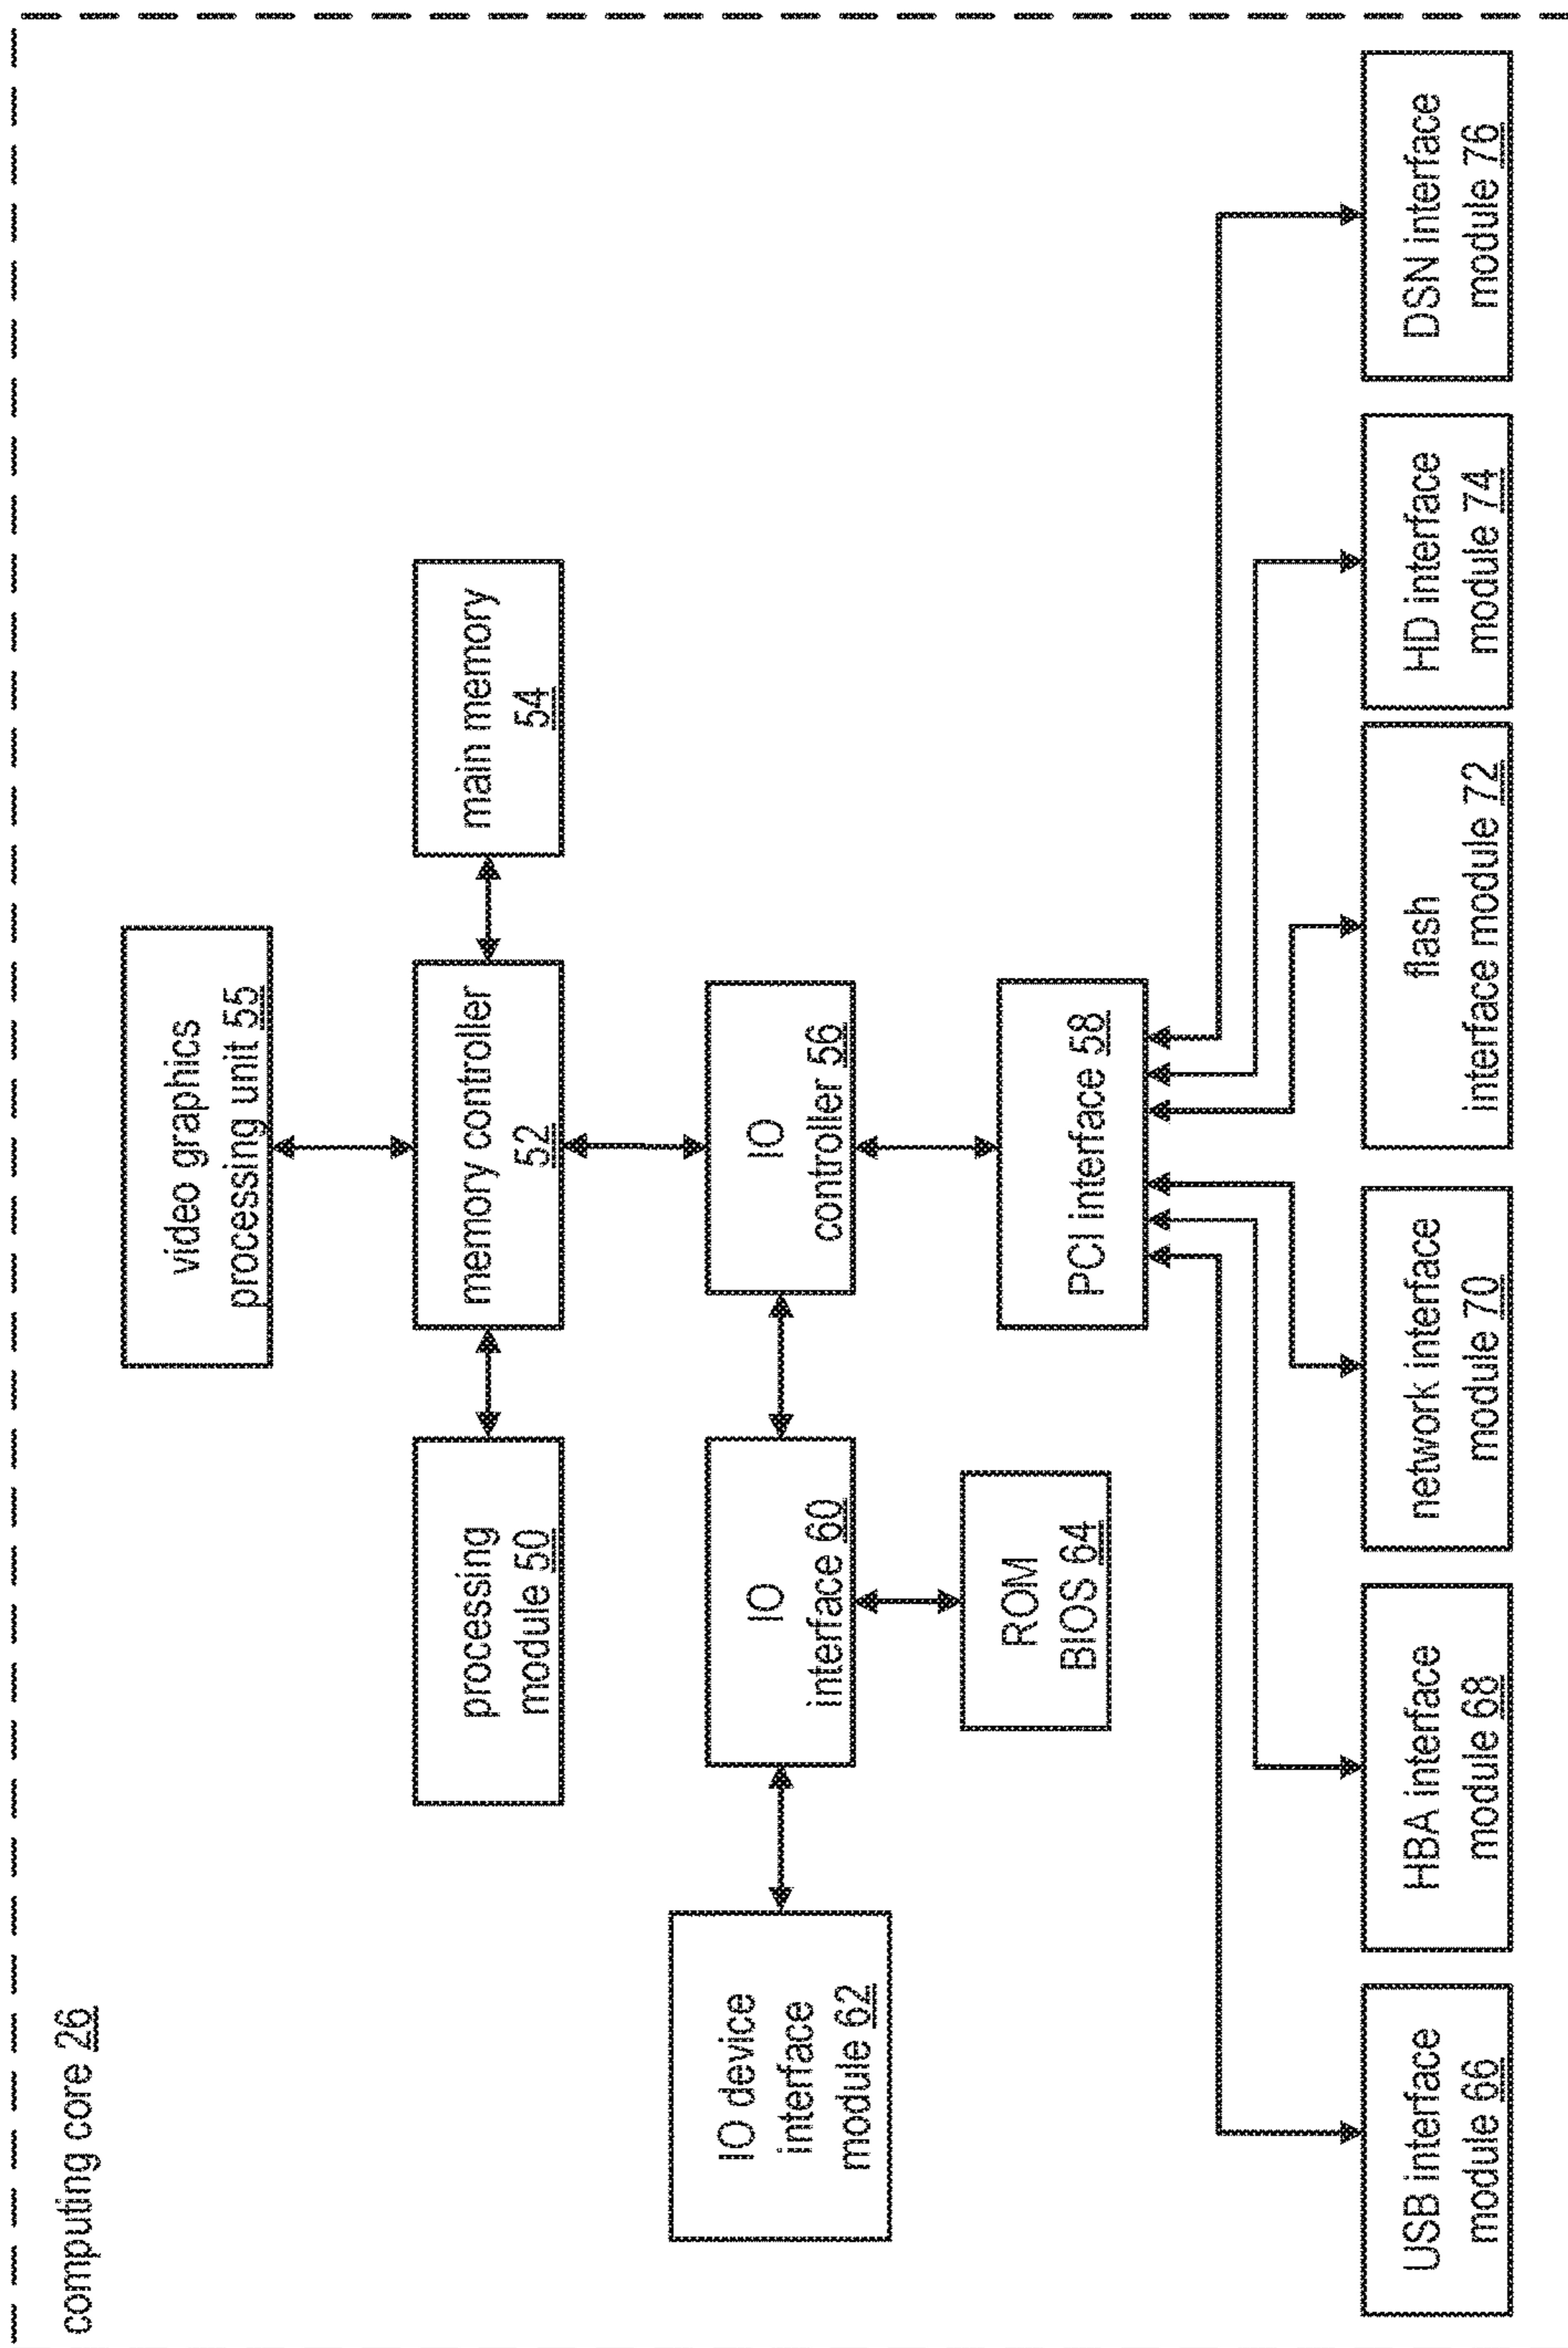 computing core 26
video graphics
processing unit 55
processing
module 50
memory controller
52
main memory
54
IO device
interface
module 62
IO
interface 60
IO
controller 56
ROM
BIOS 64
PCI interface 58
USB interface
module 66
HBA interface
module 68
network interface
module 70
flash
interface module 72
HD interface
module 74
DSN interface
module 76